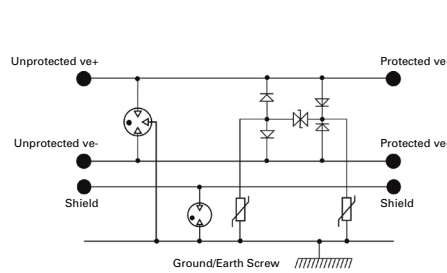 Unprotected ve+
Protected ve-
Unprotected ve-
Protected ve-
Shield
Shield
Ground/Earth Screw